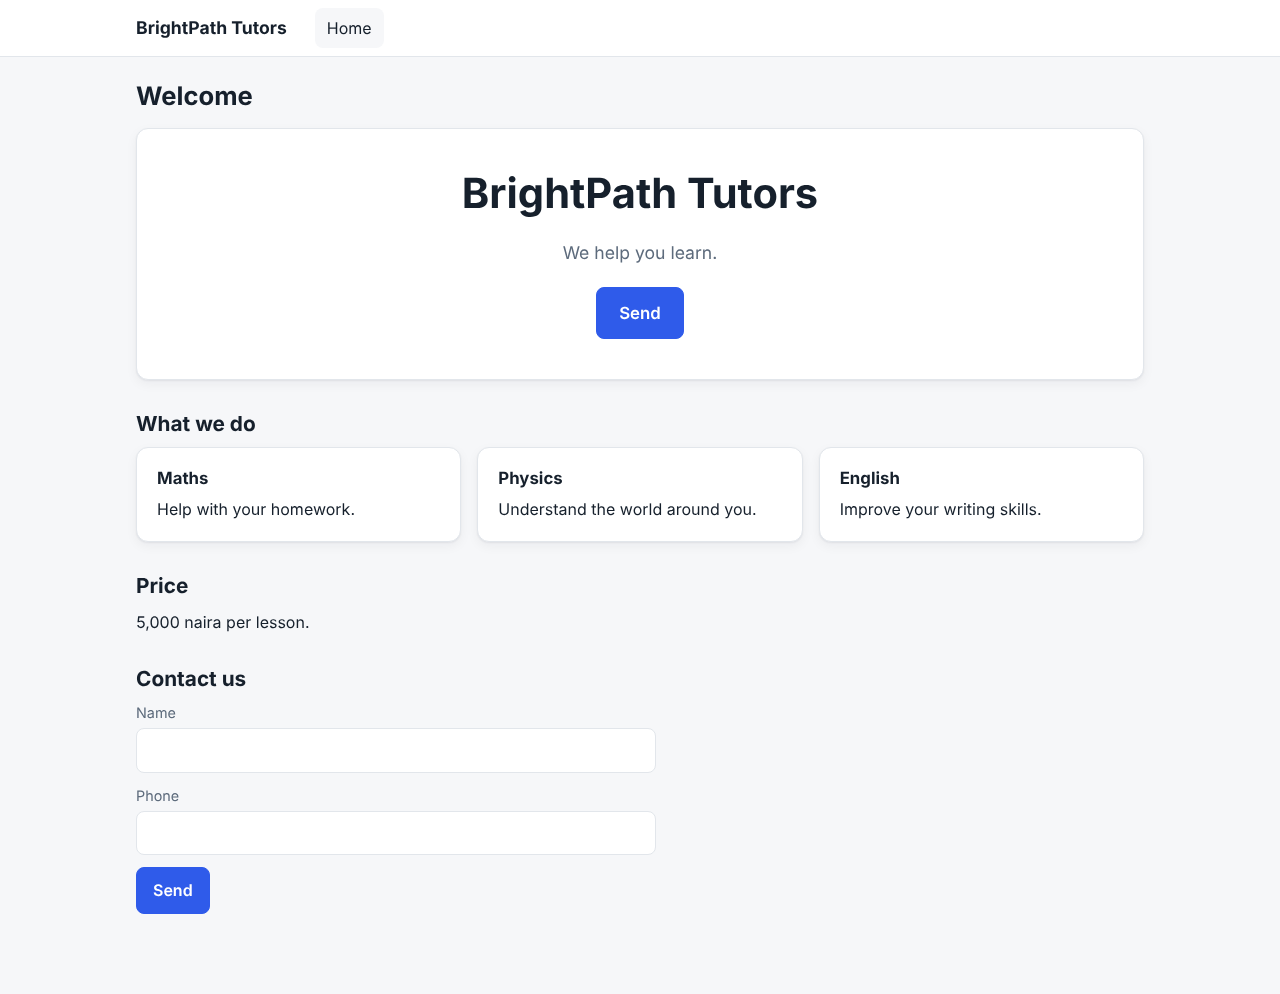 BrightPath Tutors
Home
Welcome
BrightPath Tutors
We help you learn.
Send
What we do
Maths
Help with your homework.
Physics
Understand the world around you.
English
Improve your writing skills.
Price
5,000 naira per lesson.
Contact us
Name
Phone
Send